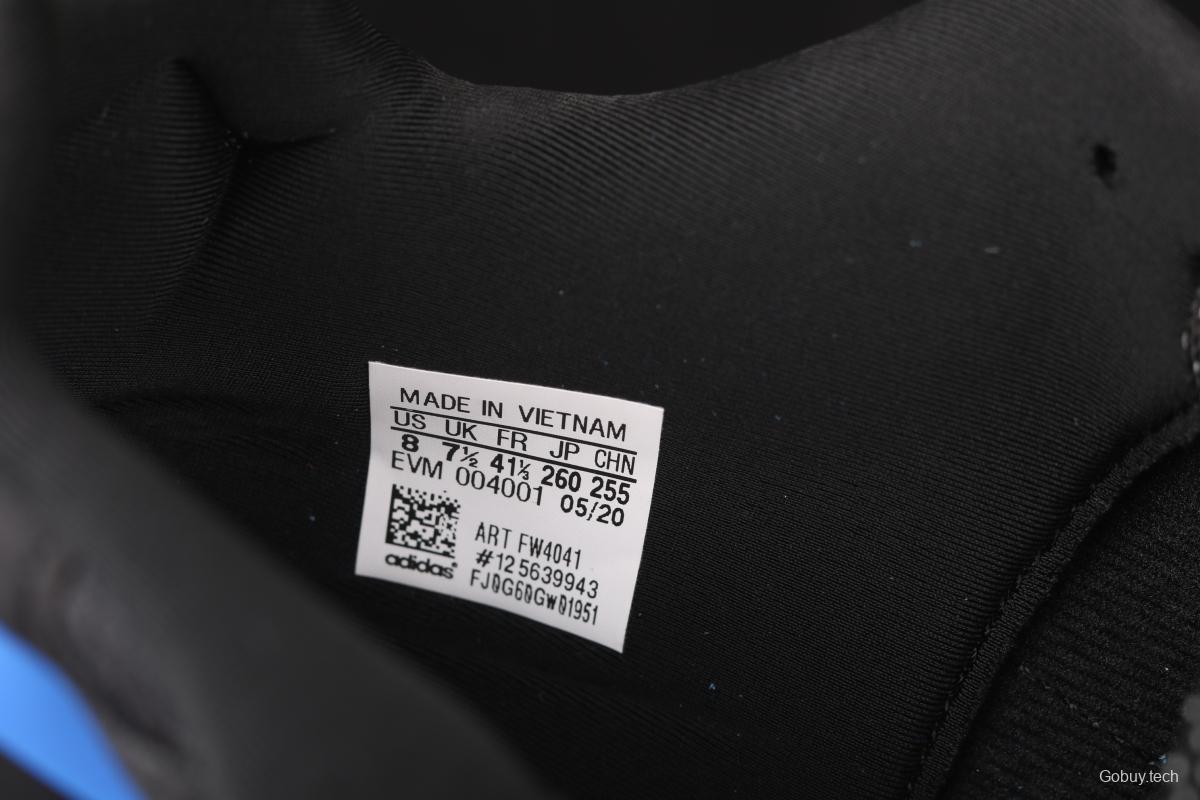 MADE IN VIETNAM
US UK FR JP CHN
8 7½ 41⅓ 260 255
EVM 004001 05/20
ART FW4041
#125639943
FJ0G60GW01951
adidas
Gobuy.tech